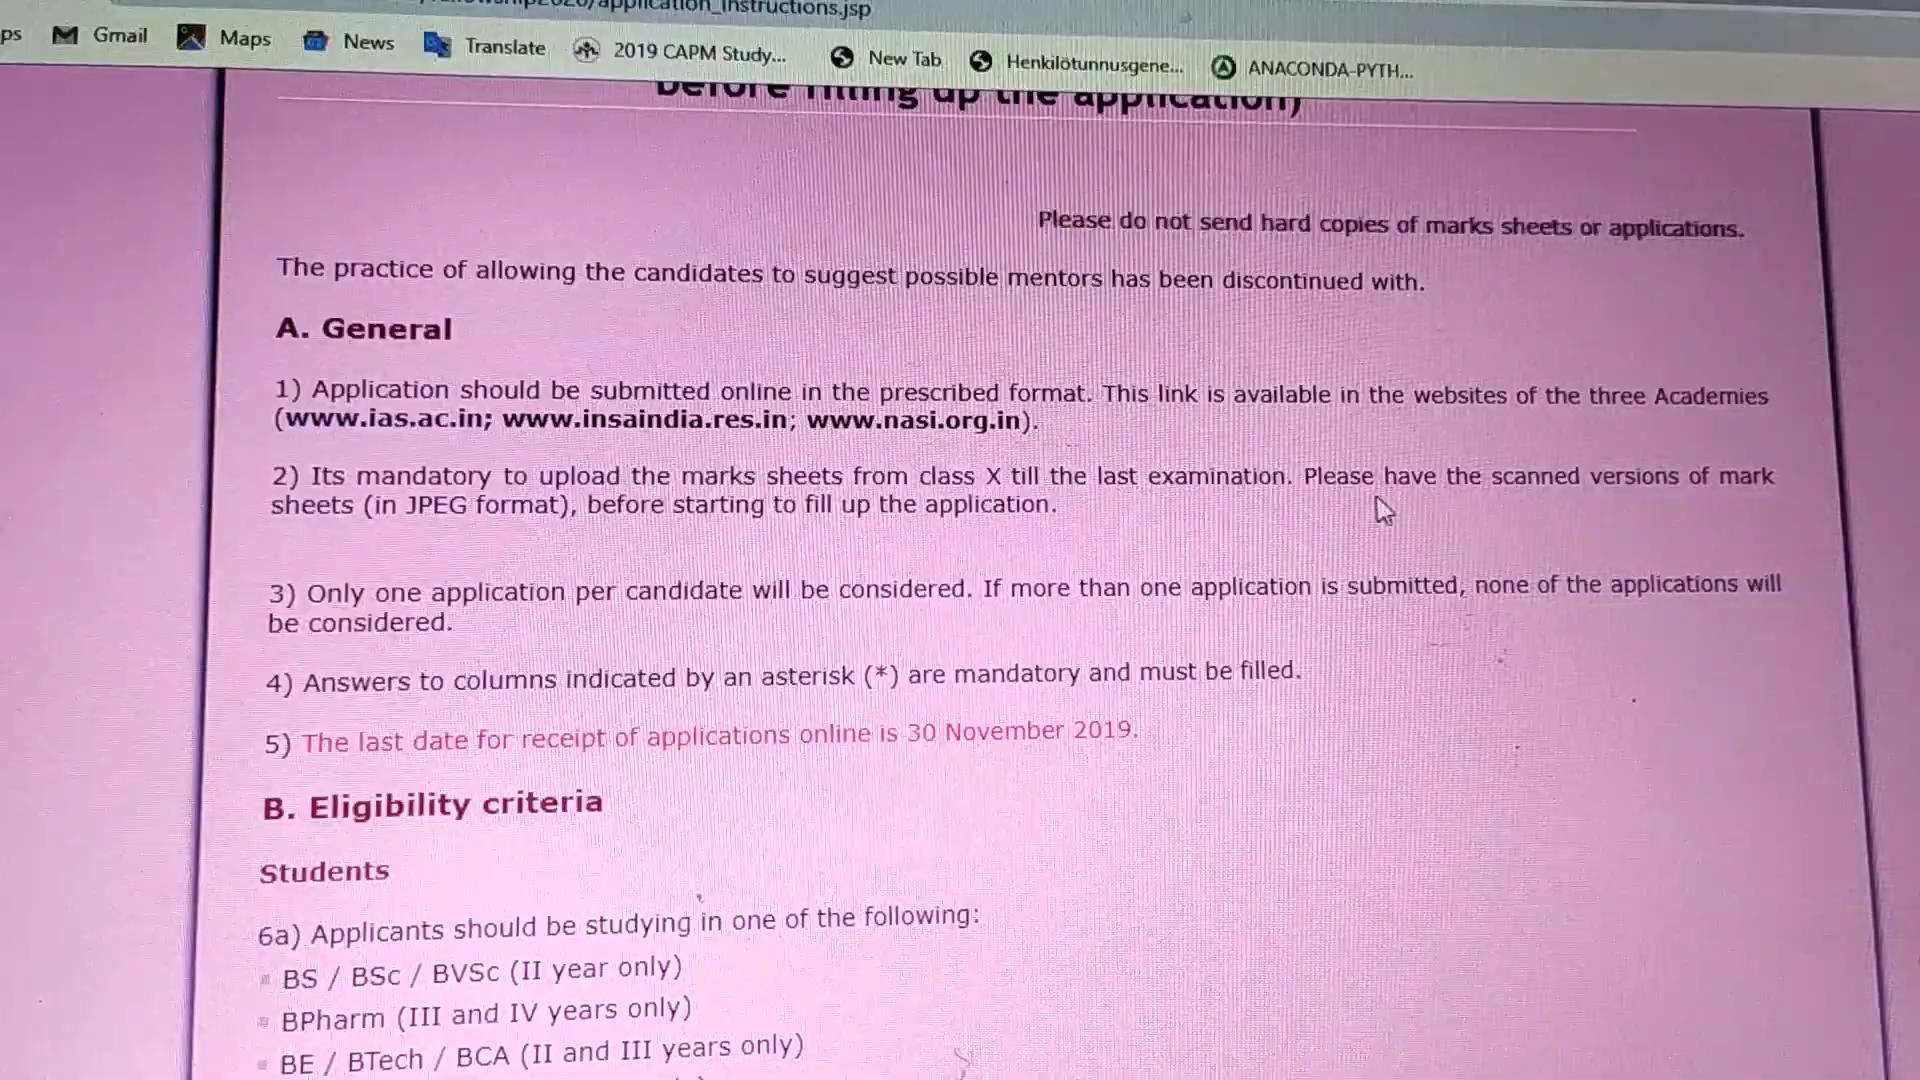 application_instructions.jsp
ps Gmail Maps News Translate 2019 CAPM Study... New Tab Henkilötunnusgene... ANACONDA-PYTH...
before filling up the application)
Please do not send hard copies of marks sheets or applications.
The practice of allowing the candidates to suggest possible mentors has been discontinued with.
A. General
1) Application should be submitted online in the prescribed format. This link is available in the websites of the three Academies
(www.ias.ac.in; www.insaindia.res.in; www.nasi.org.in).
2) Its mandatory to upload the marks sheets from class X till the last examination. Please have the scanned versions of mark
sheets (in JPEG format), before starting to fill up the application.
3) Only one application per candidate will be considered. If more than one application is submitted, none of the applications will
be considered.
4) Answers to columns indicated by an asterisk (*) are mandatory and must be filled.
5) The last date for receipt of applications online is 30 November 2019.
B. Eligibility criteria
Students
6a) Applicants should be studying in one of the following:
BS / BSc / BVSc (II year only)
BPharm (III and IV years only)
BE / BTech / BCA (II and III years only)